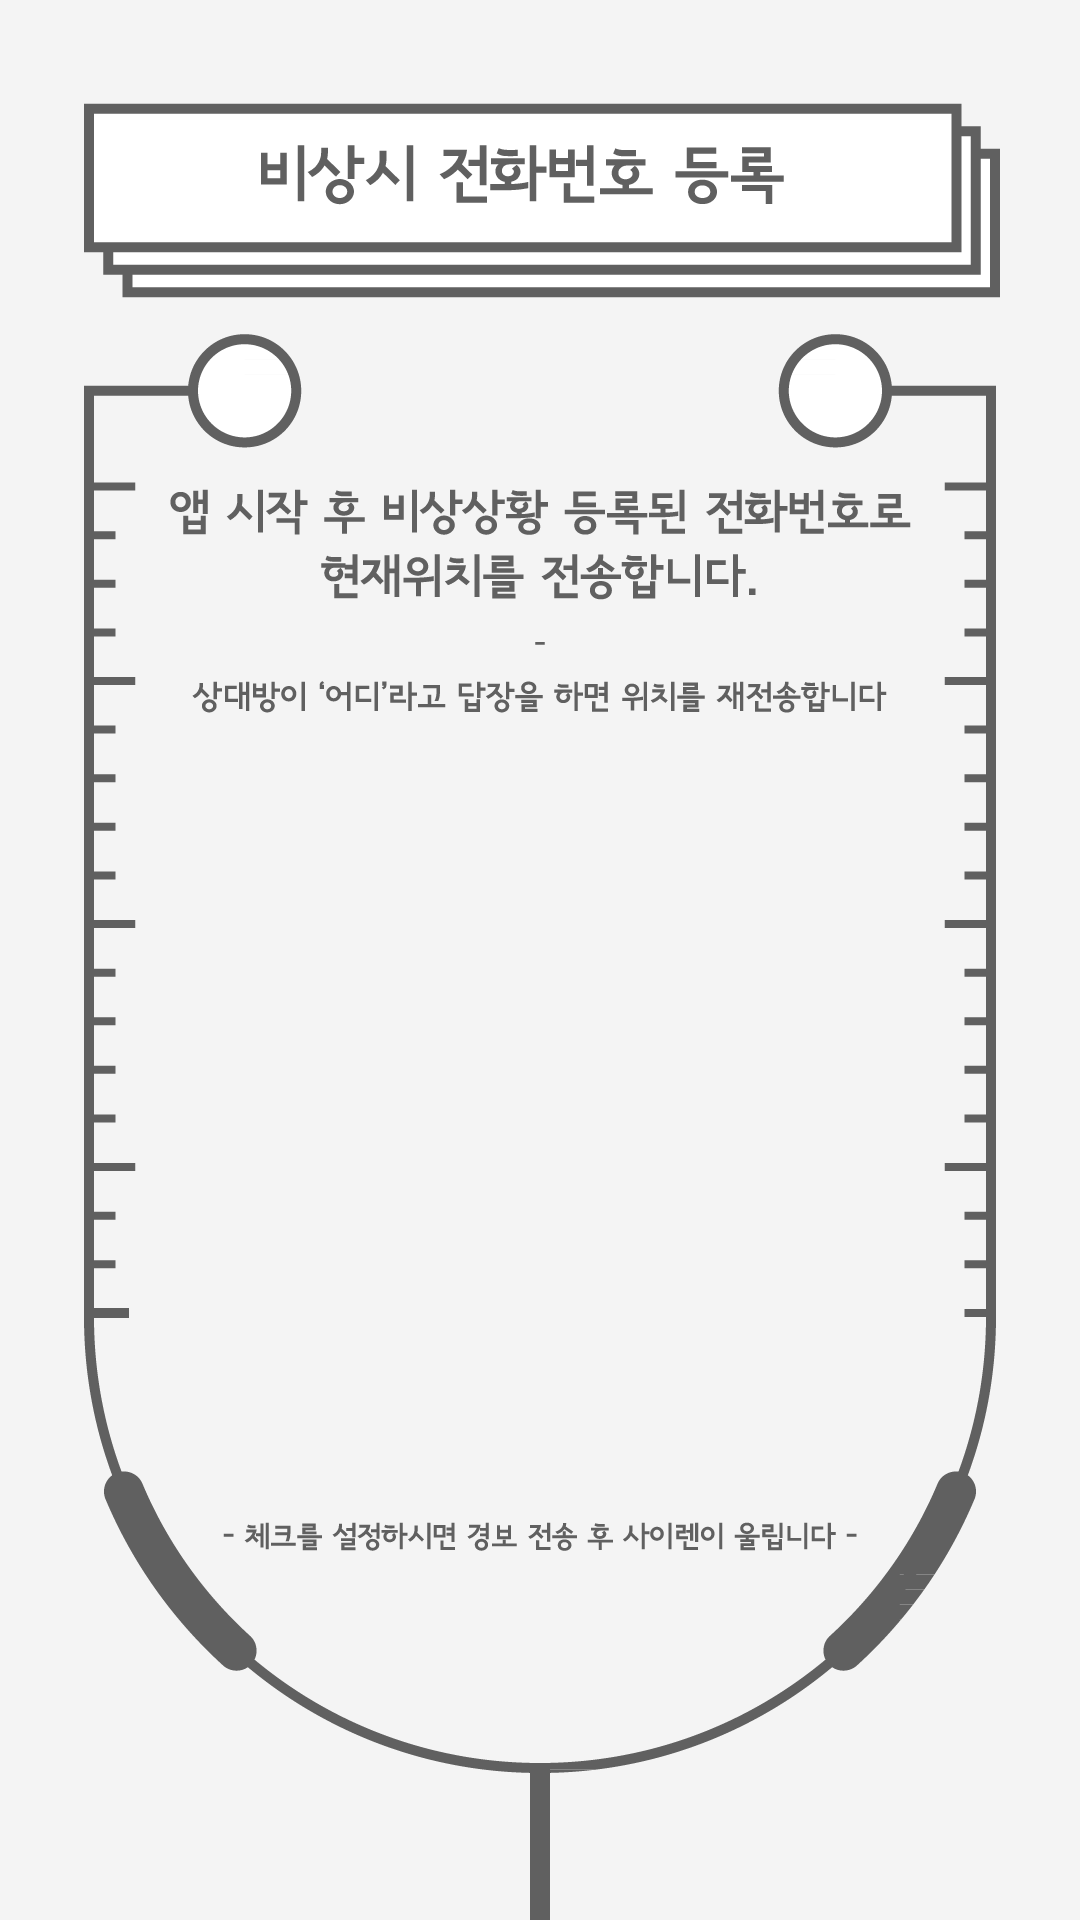 비상시 전화번호 등록
앱 시작 후 비상상황 등록된 전화번호로
현재위치를 전송합니다.
-
상대방이 ‘어디’라고 답장을 하면 위치를 재전송합니다
- 체크를 설정하시면 경보 전송 후 사이렌이 울립니다 -